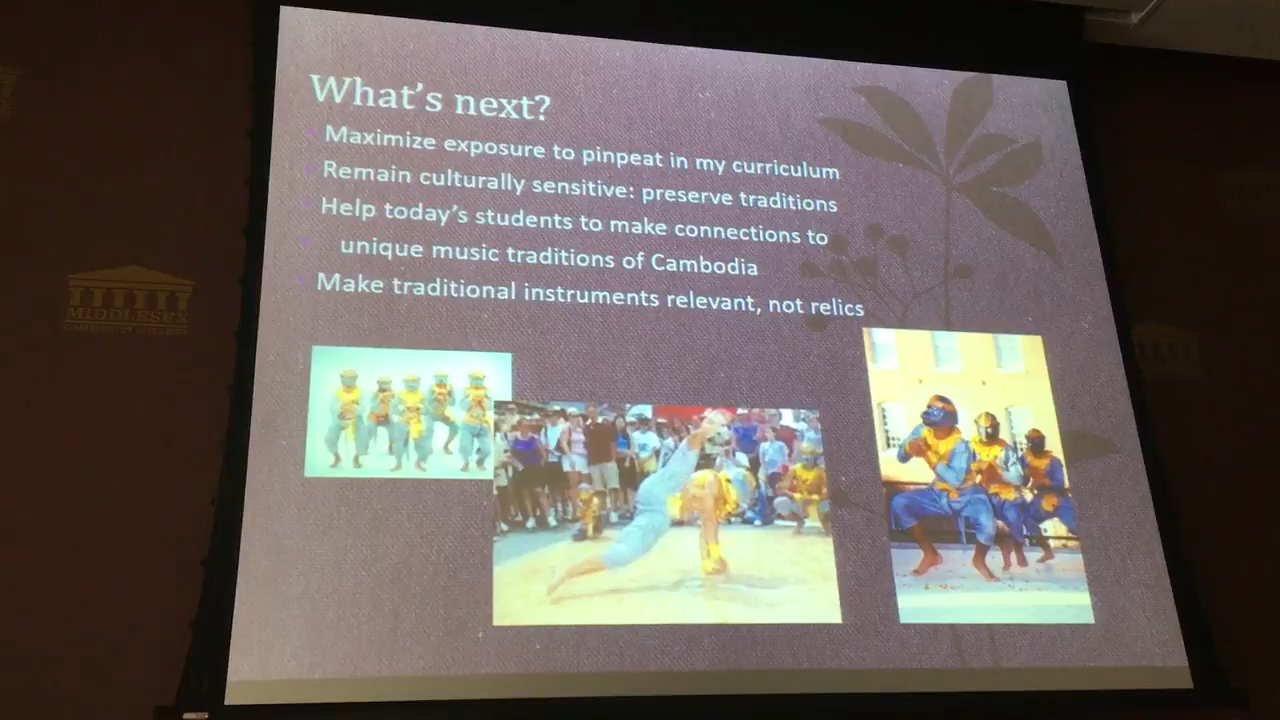 What's next?
Maximize exposure to pinpeat in my curriculum
Remain culturally sensitive: preserve traditions
Help today's students to make connections to
unique music traditions of Cambodia
Make traditional instruments relevant, not relics
MIDDLESEX